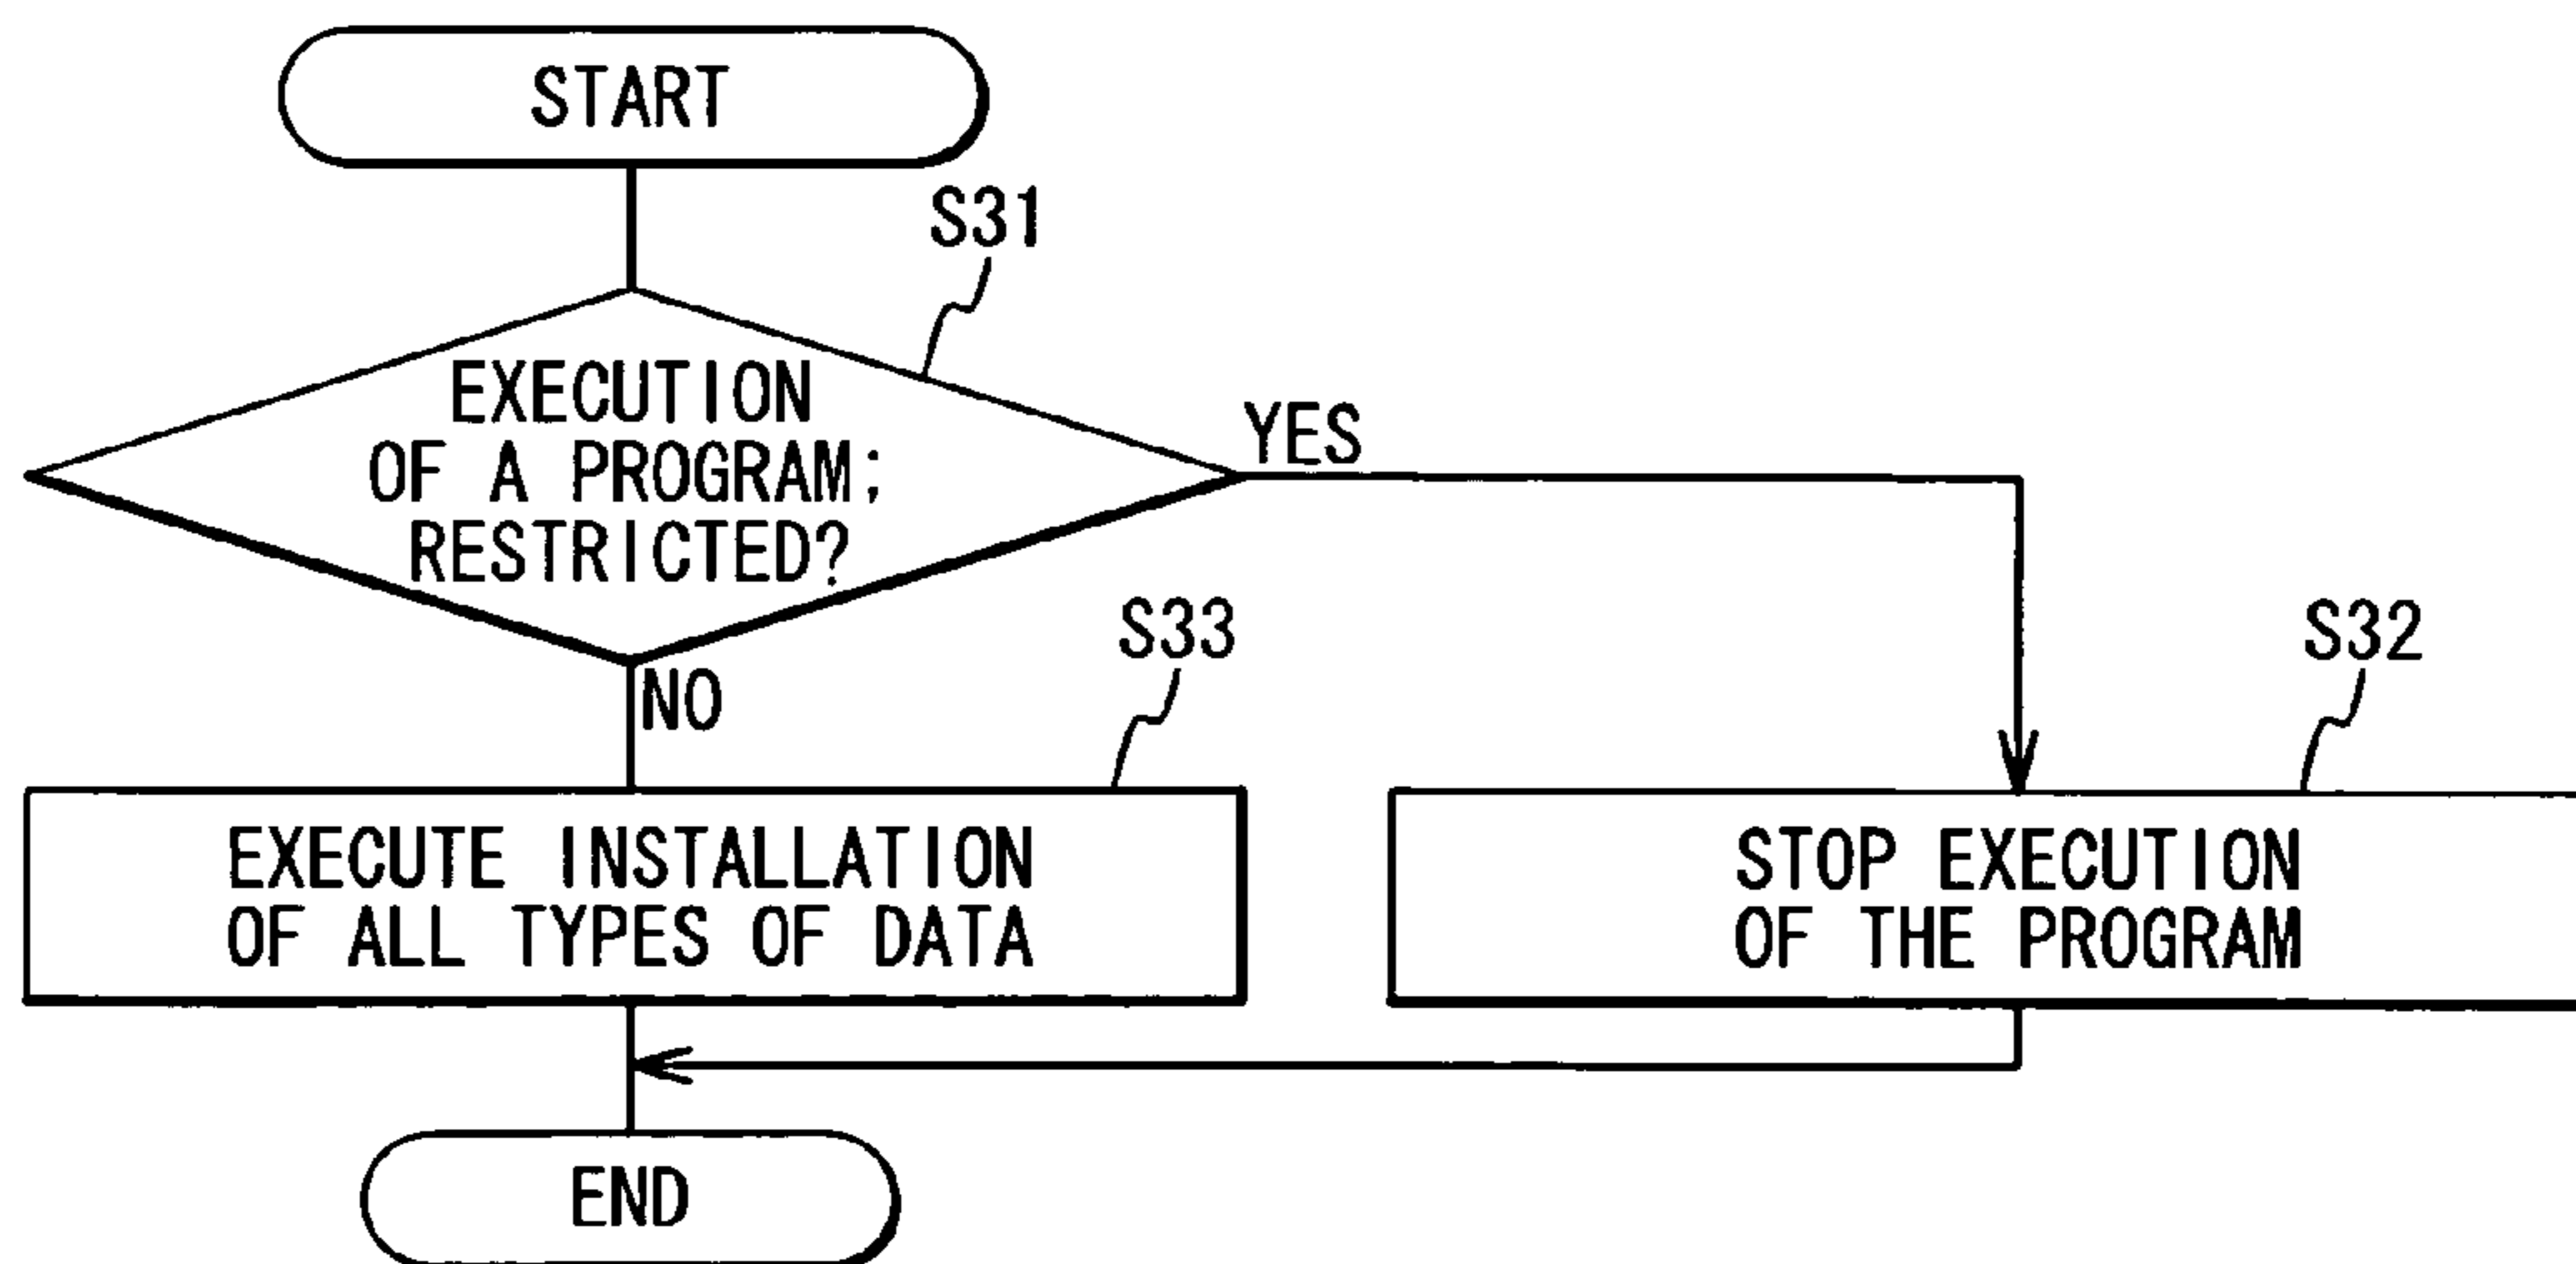 START
S31
EXECUTION
OF A PROGRAM;
RESTRICTED?
YES
NO
S33
EXECUTE INSTALLATION
OF ALL TYPES OF DATA
S32
STOP EXECUTION
OF THE PROGRAM
END